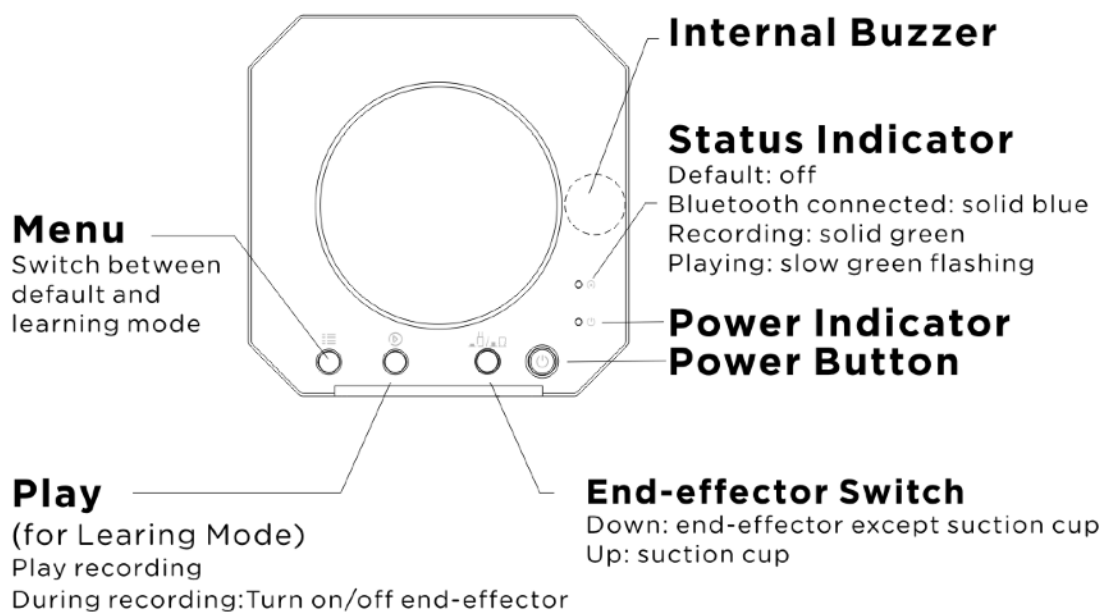 Internal Buzzer
Status Indicator
Default: off
Bluetooth connected: solid blue
Recording: solid green
Playing: slow green flashing
Menu
Switch between
default and
learning mode
Power Indicator
Power Button
Play
(for Learing Mode)
Play recording
During recording:Turn on/off end-effector
End-effector Switch
Down: end-effector except suction cup
Up: suction cup